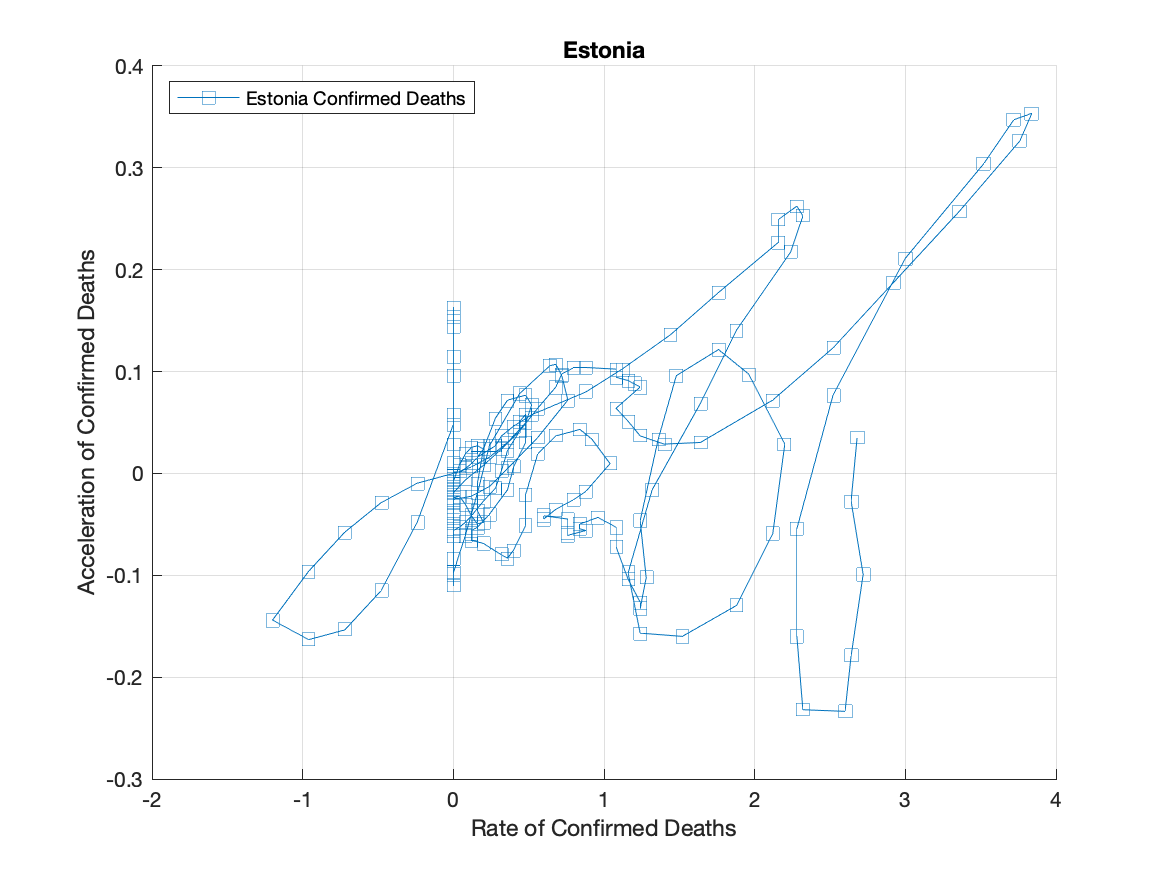 Estonia
Estonia Confirmed Deaths
0.4
0.3
0.2
0.1
0
-0.1
-0.2
-0.3
Acceleration of Confirmed Deaths
-2 -1 0 1 2 3 4
Rate of Confirmed Deaths